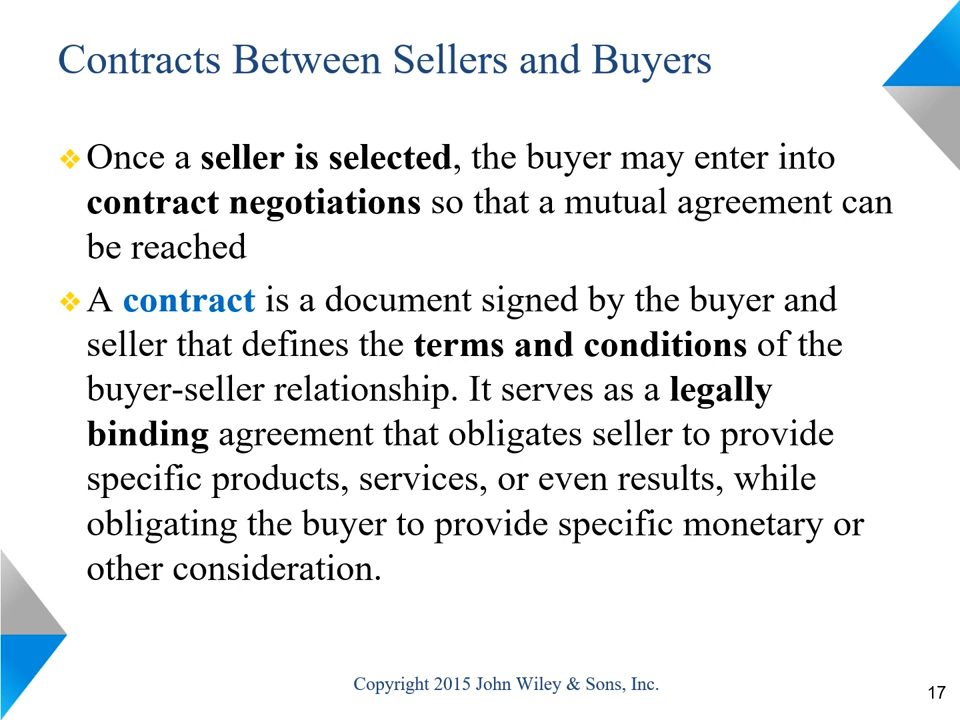 Contracts Between Sellers and Buyers
Once a seller is selected, the buyer may enter into
contract negotiations so that a mutual agreement can
be reached
A contract is a document signed by the buyer and
seller that defines the terms and conditions of the
buyer-seller relationship. It serves as a legally
binding agreement that obligates seller to provide
specific products, services, or even results, while
obligating the buyer to provide specific monetary or
other consideration.
Copyright 2015 John Wiley & Sons, Inc.
17